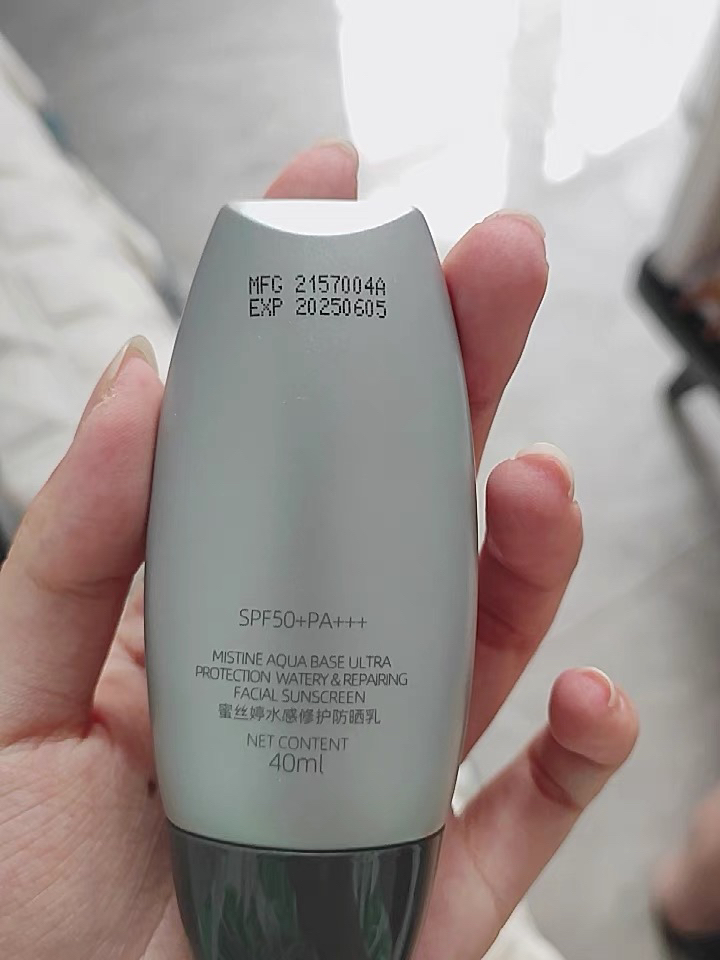 MFG 2157004A
EXP 20250605
SPF50+PA+++
MISTINE AQUA BASE ULTRA
PROTECTION WATERY & REPAIRING
FACIAL SUNSCREEN
蜜丝婷水感修护防晒乳
NET CONTENT
40ml